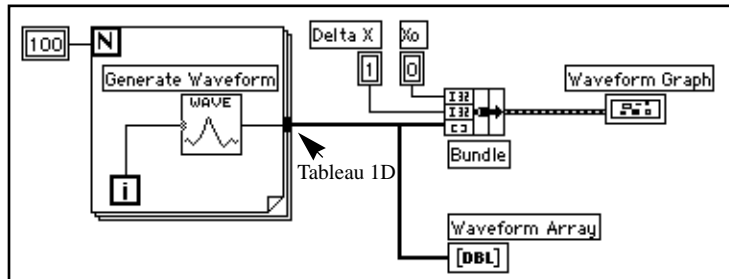 100
N
Delta X
Xo
1
0
Generate Waveform
WAVE
Waveform Graph
I32
I32
[ ]
Bundle
i
Tableau 1D
Waveform Array
[DBL]